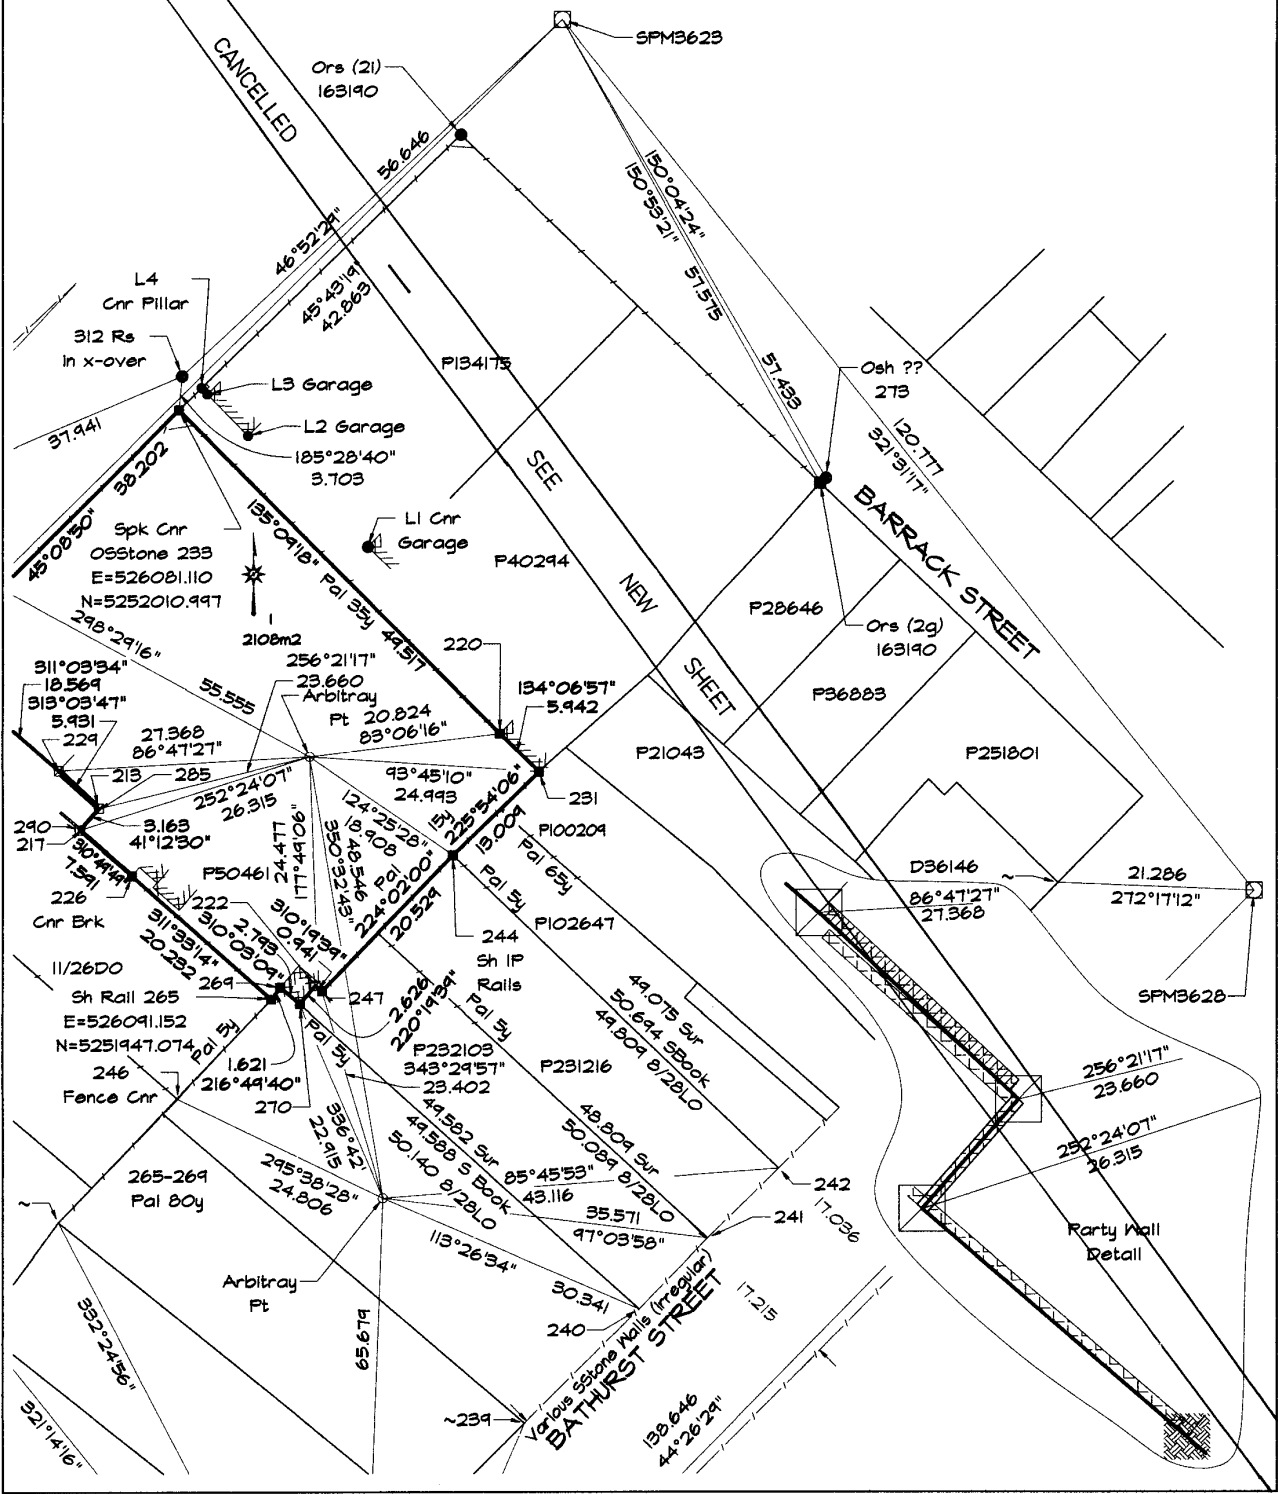 SPM3623
CANCELLED
Ors (2i)
163190
56.646
150°04'24"
150°53'21"
57.575
57.433
46°52'29"
45°43'19"
42.863
L4
Cnr Pillar
312 Rs
in x-over
P134175
L3 Garage
Osh ??
273
37.941
L2 Garage
185°28'40"
3.703
120.777
321°31'17"
38.202
45°08'50"
SEE
BARRACK STREET
Spk Cnr
OSStone 233
E=526081.110
N=5252010.997
135°09'18" Pal 35y 49.517
L1 Cnr
Garage
P40294
NEW
P28646
1
2108m2
298°29'16"
55.555
256°21'17"
23.660
220
Ors (2g)
163190
SHEET
311°03'34"
18.569
313°03'47"
5.931
229
Arbitray
Pt
20.824
83°06'16"
134°06'57"
5.942
P36883
27.368
86°47'27"
P21043
P251801
213
285
252°24'07"
26.315
93°45'10"
24.993
231
290
217
3.163
41°12'30"
24.477
177°49'06"
48.546
350°32'43"
124°25'28"
18.908
15y
225°54'06"
13.009
P100209
Pal 65y
310°49'49"
7.591
P50461
Pal
224°02'00"
20.529
Pal 5y
D36146
~
21.286
272°17'12"
226
Cnr Brk
222
86°47'27"
27.368
P102647
311°33'14"
20.232
310°03'09"
2.793
310°19'39"
0.941
244
Sh IP
Rails
11/26DO
269
Sh Rail 265
E=526091.152
N=5251947.074
247
2.626
220°19'39"
Pal 5y
49.075 Sur
50.694 SBook
49.809 8/28LO
SPM3628
Pal 5y
Pal 5y
P232103
343°29'57"
23.402
P231216
256°21'17"
23.660
246
Fence Cnr
1.621
216°49'40"
270
336°42'
22.915
49.582 Sur
49.588 S Book
50.140 8/28LO
48.809 Sur
50.089 8/28LO
252°24'07"
26.315
265-269
Pal 80y
295°38'28"
24.806
85°45'53"
43.116
242
~
35.571
97°03'58"
241
17.036
Party Wall
Detail
113°26'34"
30.341
Arbitray
Pt
240
332°24'56"
65.679
Various SStone Walls (Irregular)
BATHURST STREET
17.215
~239
138.646
44°26'29"
321°14'16"